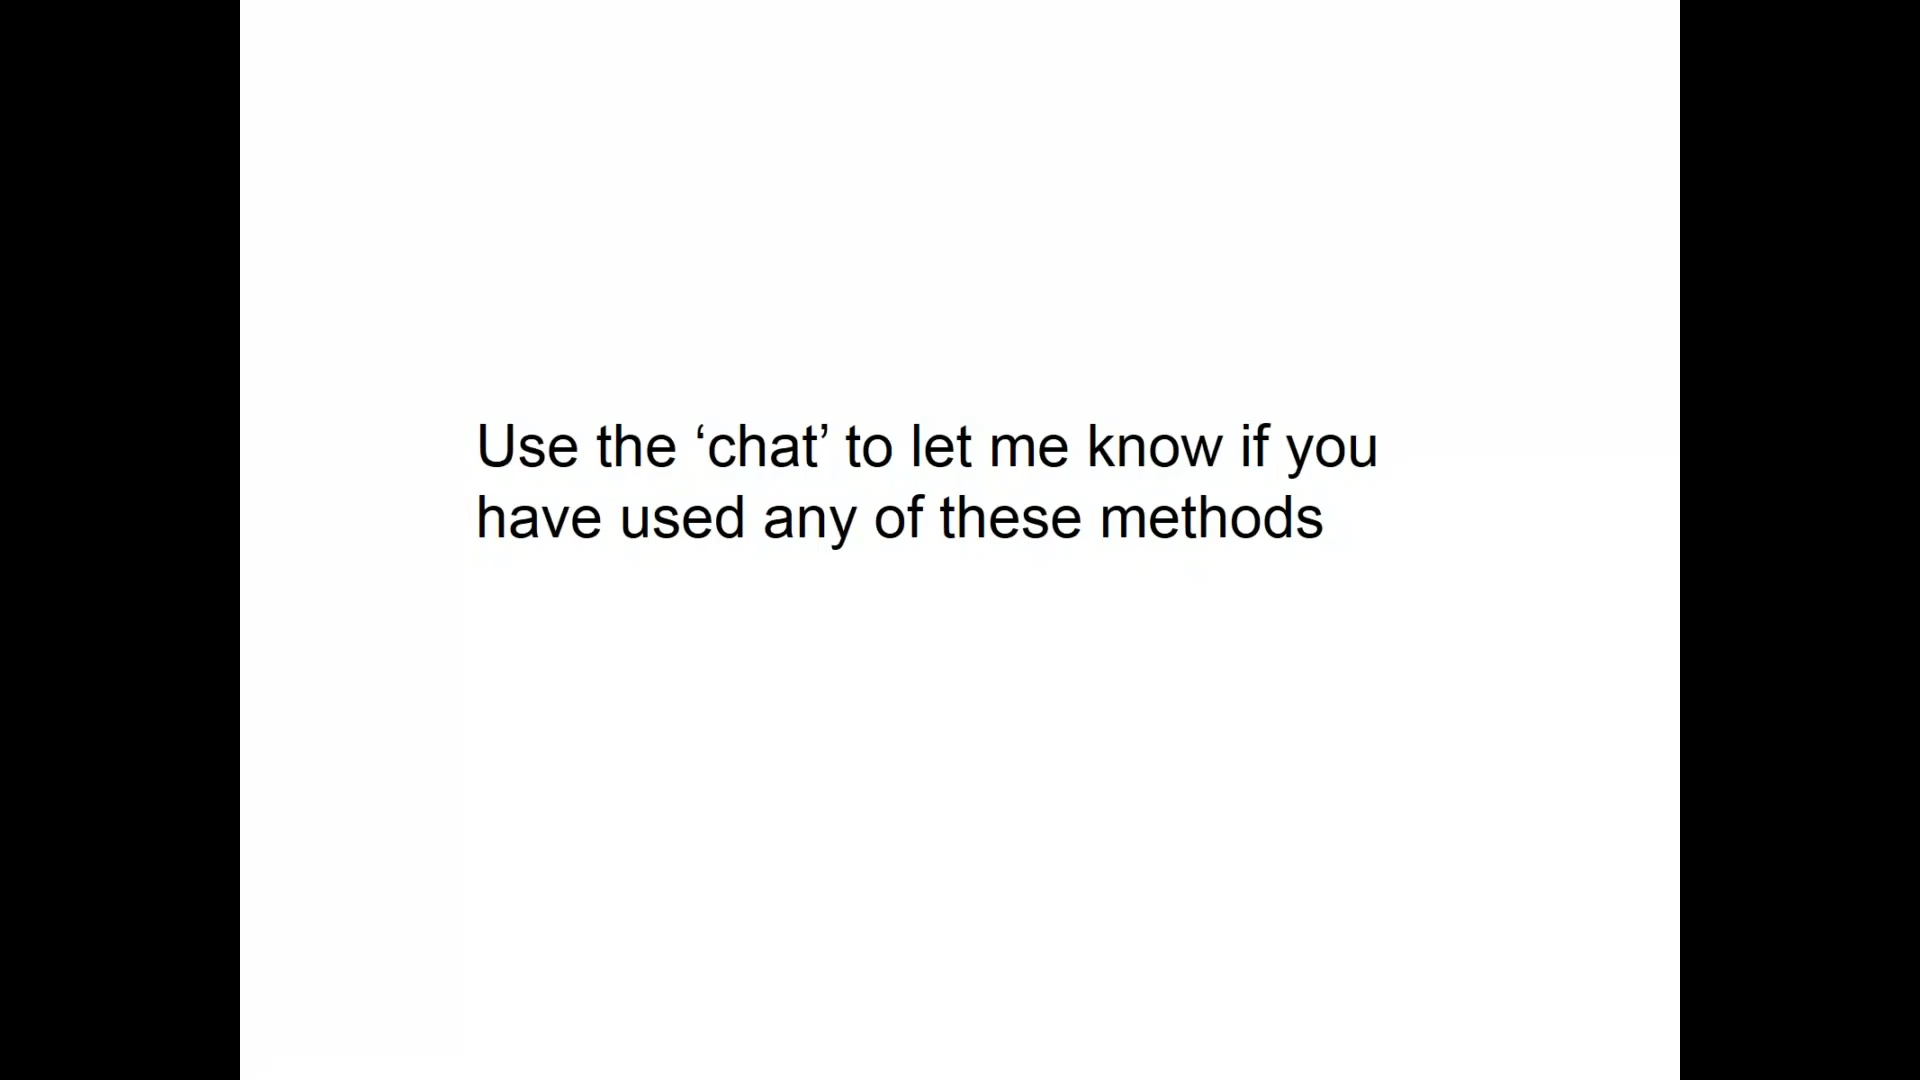 Use the ‘chat’ to let me know if you
have used any of these methods